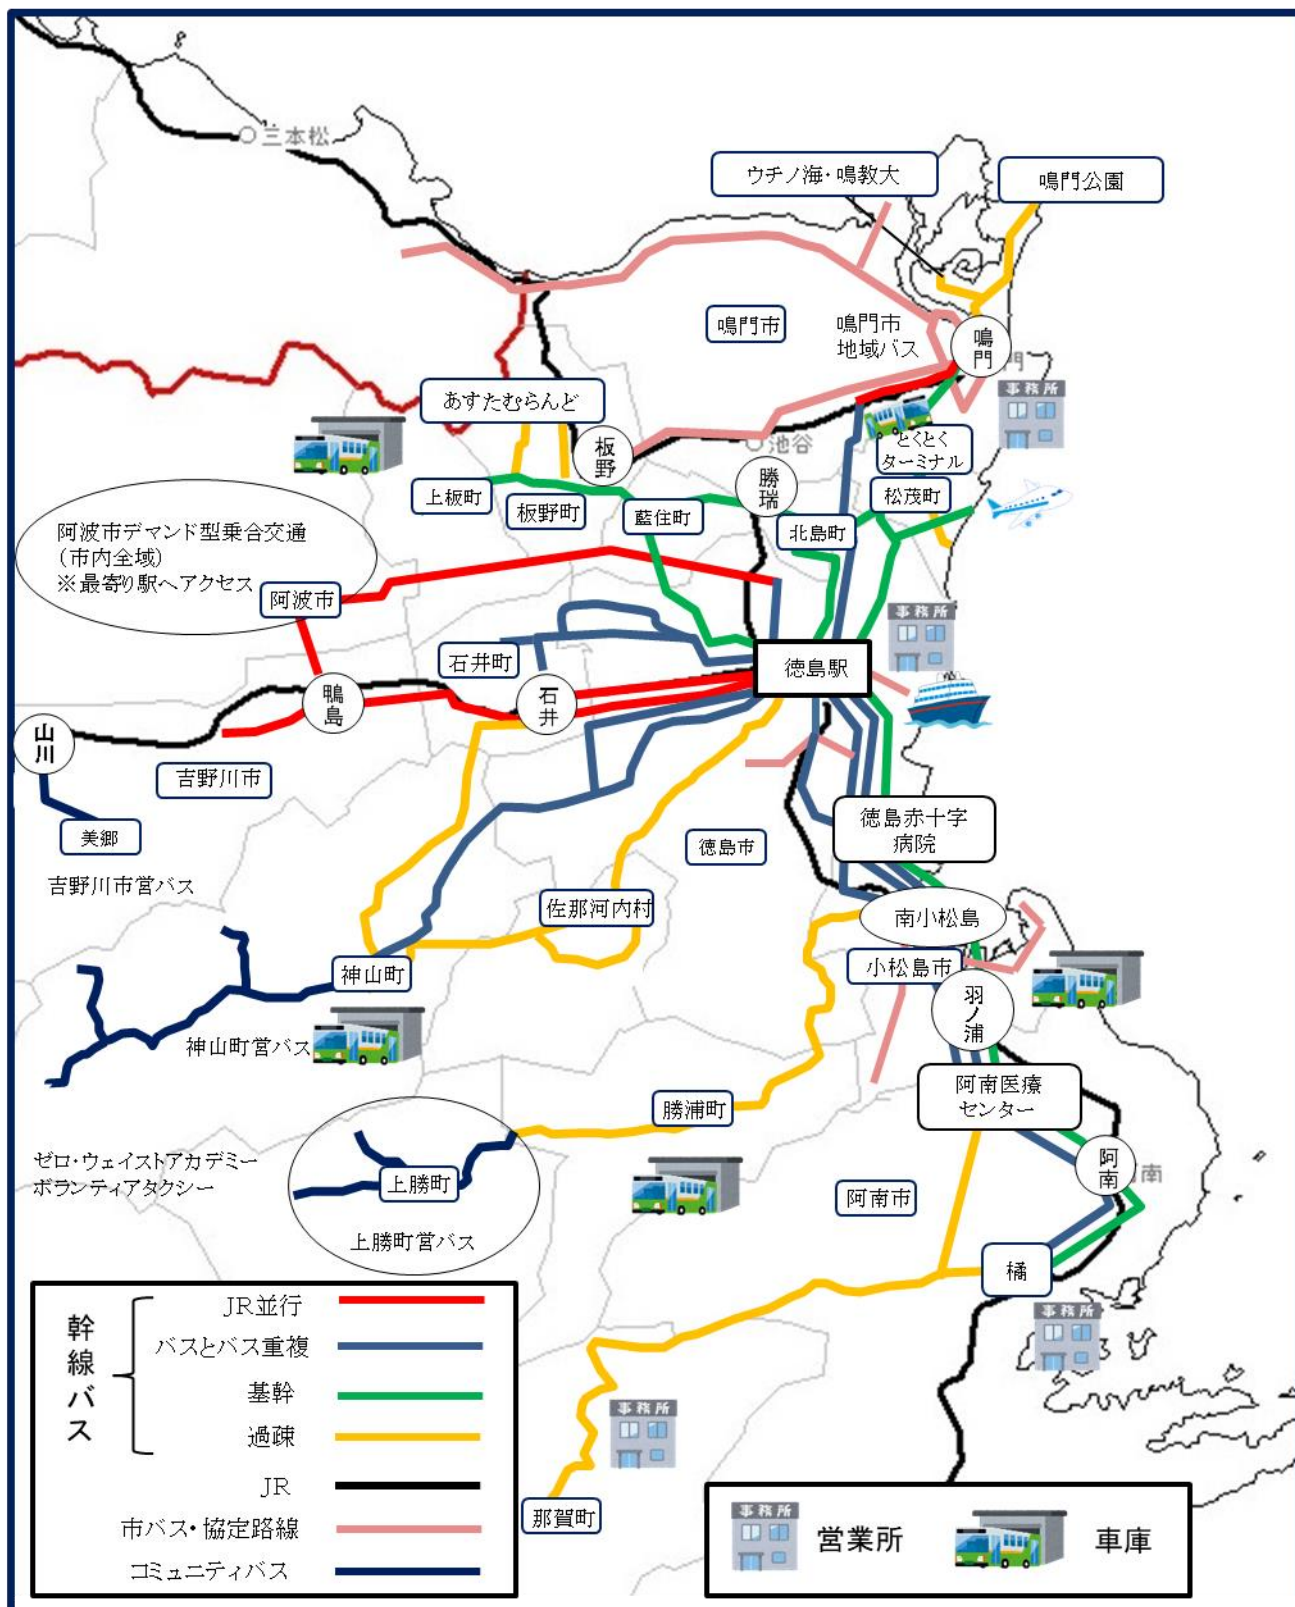 三本松
ウチノ海・鳴教大
鳴門公園
鳴門市
鳴門市
地域バス
鳴
門
門
事務所
あすたむらんど
板
野
池谷
とくとく
ターミナル
上板町
板野町
藍住町
勝
瑞
北島町
松茂町
阿波市デマンド型乗合交通
(市内全域)
※最寄り駅へアクセス
阿波市
事務所
石井町
徳島駅
鴨
島
石
井
山
川
吉野川市
美郷
徳島市
徳島赤十字
病院
吉野川市営バス
佐那河内村
南小松島
神山町
小松島市
羽
ノ
浦
神山町営バス
勝浦町
阿南医療
センター
ゼロ・ウェイストアカデミー
ボランティアタクシー
上勝町
上勝町営バス
阿南市
阿
南
南
橘
事務所
幹線バス
JR並行
バスとバス重複
基幹
過疎
JR
市バス・協定路線
コミュニティバス
事務所
那賀町
事務所
営業所
車庫